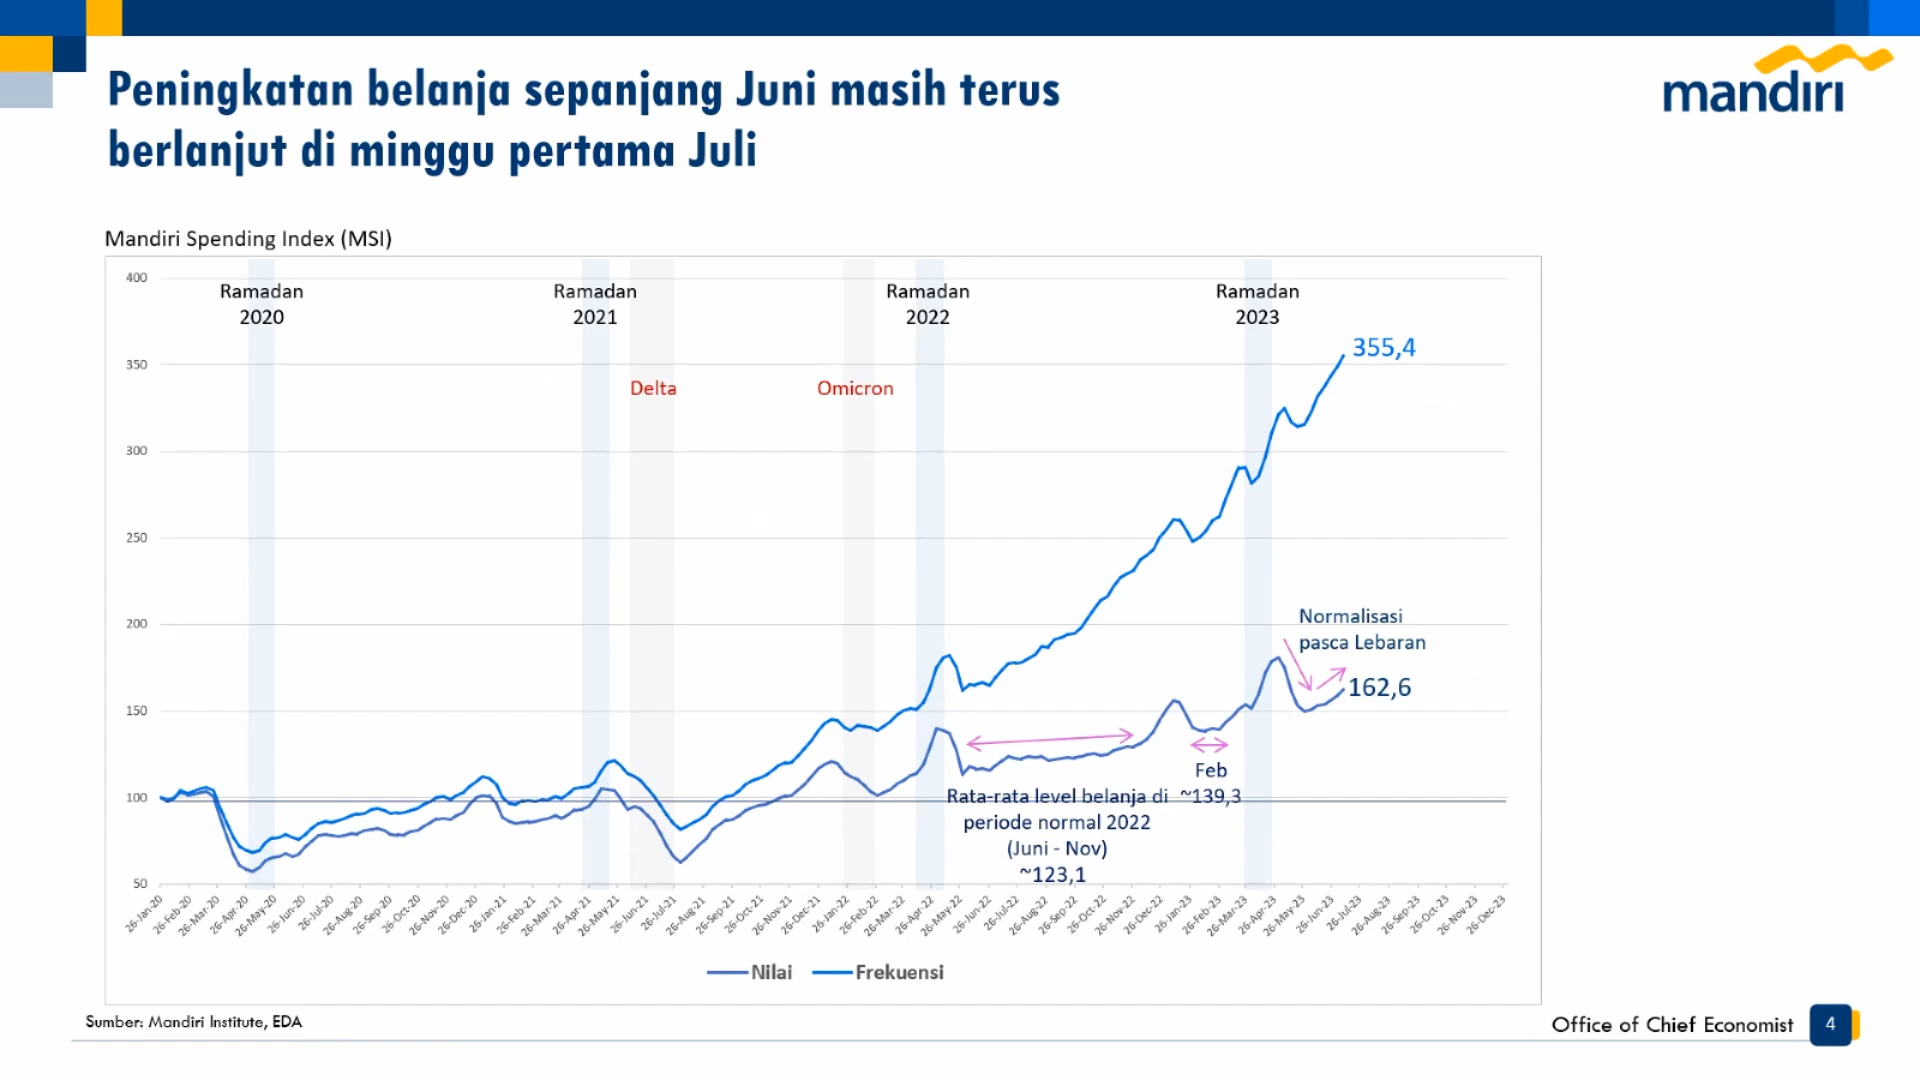 Peningkatan belanja sepanjang Juni masih terus
berlanjut di minggu pertama Juli
mandırı
Mandiri Spending Index (MSI)
400
350
300
250
200
150
100
50
Ramadan
2020
Ramadan
2021
Ramadan
2022
Ramadan
2023
Delta
Omicron
355,4
Normalisasi
pasca Lebaran
162,6
Feb
~139,3
Rata-rata level belanja di
periode normal 2022
(Juni - Nov)
~123,1
26-Jan-20
26-Feb-20
26-Mar-20
26-Apr-20
26-May-20
26-Jun-20
26-Jul-20
26-Aug-20
26-Sep-20
26-Oct-20
26-Nov-20
26-Dec-20
26-Jan-21
26-Feb-21
26-Mar-21
26-Apr-21
26-May-21
26-Jun-21
26-Jul-21
26-Aug-21
26-Sep-21
26-Oct-21
26-Nov-21
26-Dec-21
26-Jan-22
26-Feb-22
26-Mar-22
26-Apr-22
26-May-22
26-Jun-22
26-Jul-22
26-Aug-22
26-Sep-22
26-Oct-22
26-Nov-22
26-Dec-22
26-Jan-23
26-Feb-23
26-Mar-23
26-Apr-23
26-May-23
26-Jun-23
26-Jul-23
26-Aug-23
26-Sep-23
26-Oct-23
26-Nov-23
26-Dec-23
Nilai
Frekuensi
Sumber: Mandiri Institute, EDA
Office of Chief Economist
4